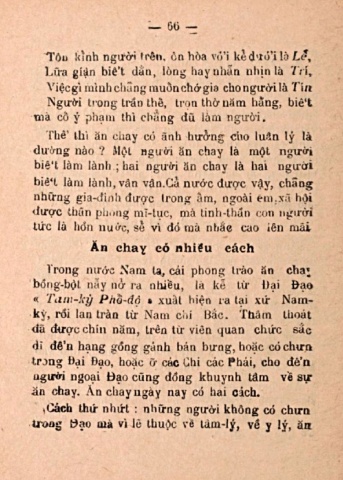 — 66 —
Tôn kính người trên, ôn hòa với kẻ dưới là Lễ,
Lửa giận biết dằn, lòng hay nhẫn nhịn là Trí,
Việc gì mình chẳng muốn chớ gia cho người là Tín
Người trong trần thế, trọn thờ năm hằng, biết
mà cố ý phạm thì chẳng đủ làm người.
Thế thì ăn chay có ảnh hưởng cho luân lý là
dường nào ? Một người ăn chay là một người
biết làm lành ; hai người ăn chay là hai người
biết làm lành, vân vân. Cả nước được vậy, chẳng
những gia-đình được trong ấm, ngoài êm, xã hội
được thần phong mĩ-tục, mà tinh-thần con người
tức là hồn nước, sẽ vì đó mà nhắc cao lên mãi
Ăn chay có nhiều cách
Trong nước Nam ta, cái phong trào ăn chay
bồng-bột nảy nở ra nhiều, là kể từ Đại Đạo
« Tam-kỳ Phổ-độ » xuất hiện ra tại xứ Nam-
kỳ, rồi lan tràn từ Nam chí Bắc. Thấm thoát
đã được chín năm, trên từ viên quan chức sắc
đi đến hạng gồng gánh bán bưng, hoặc có chưn
trong Đại Đạo, hoặc ở các Chi các Phái, cho đến
người ngoại Đạo cũng đồng khuynh tâm về sự
ăn chay. Ăn chay ngày nay có hai cách.
Cách thứ nhứt : những người không có chưn
trong Đạo mà vì lẽ thuộc về tâm-lý, về y lý, ăn